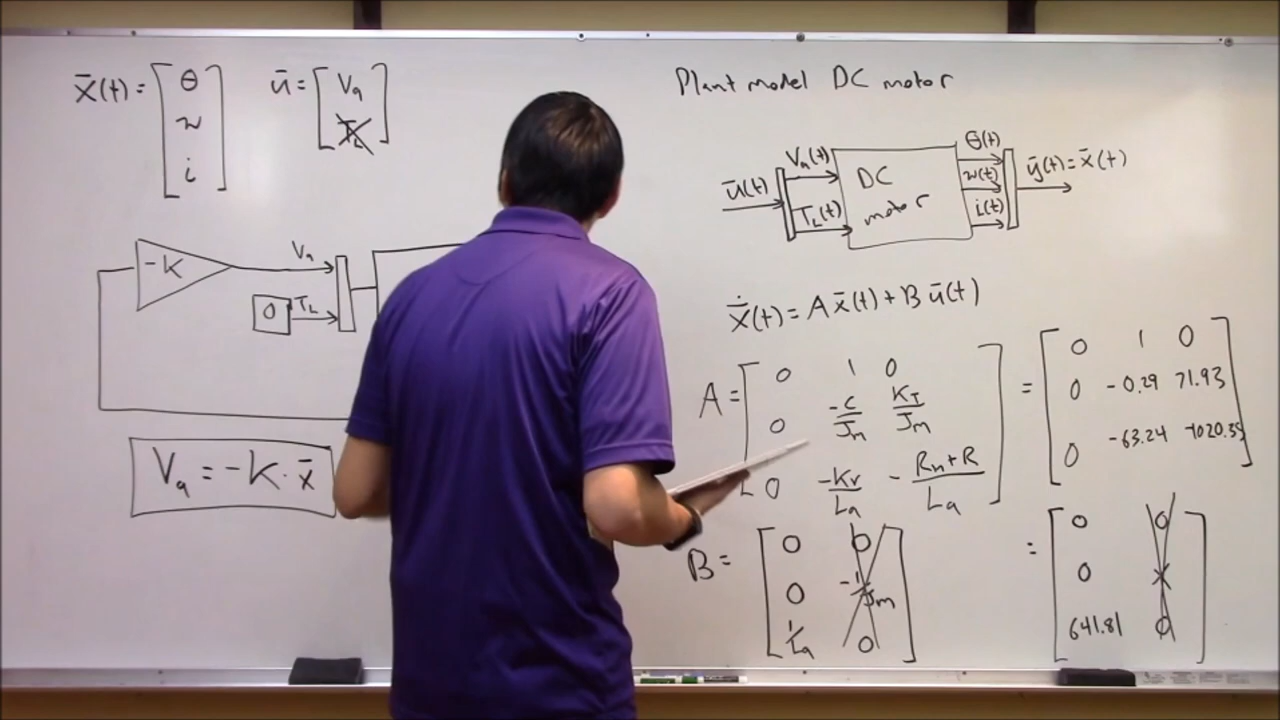 x̄(t) = [θ
w
i]
ū = [Va
TL]
-K
Va
0 TL
Va = -K · x̄
Plant model DC motor
ū(t)
Va(t)
TL(t)
DC
motor
θ(t)
w(t)
i(t)
ȳ(t) = x̄(t)
ẋ̄(t) = A x̄(t) + B ū(t)
A = [0 1 0
0 -C/Jm KT/Jm
0 -Kv/La - Rm+R/La]
= [0 1 0
0 -0.29 71.93
0 -63.24 -1020.35]
B = [0 0
0 -1/Jm
1/La 0]
= [0 0
0
641.81 0]